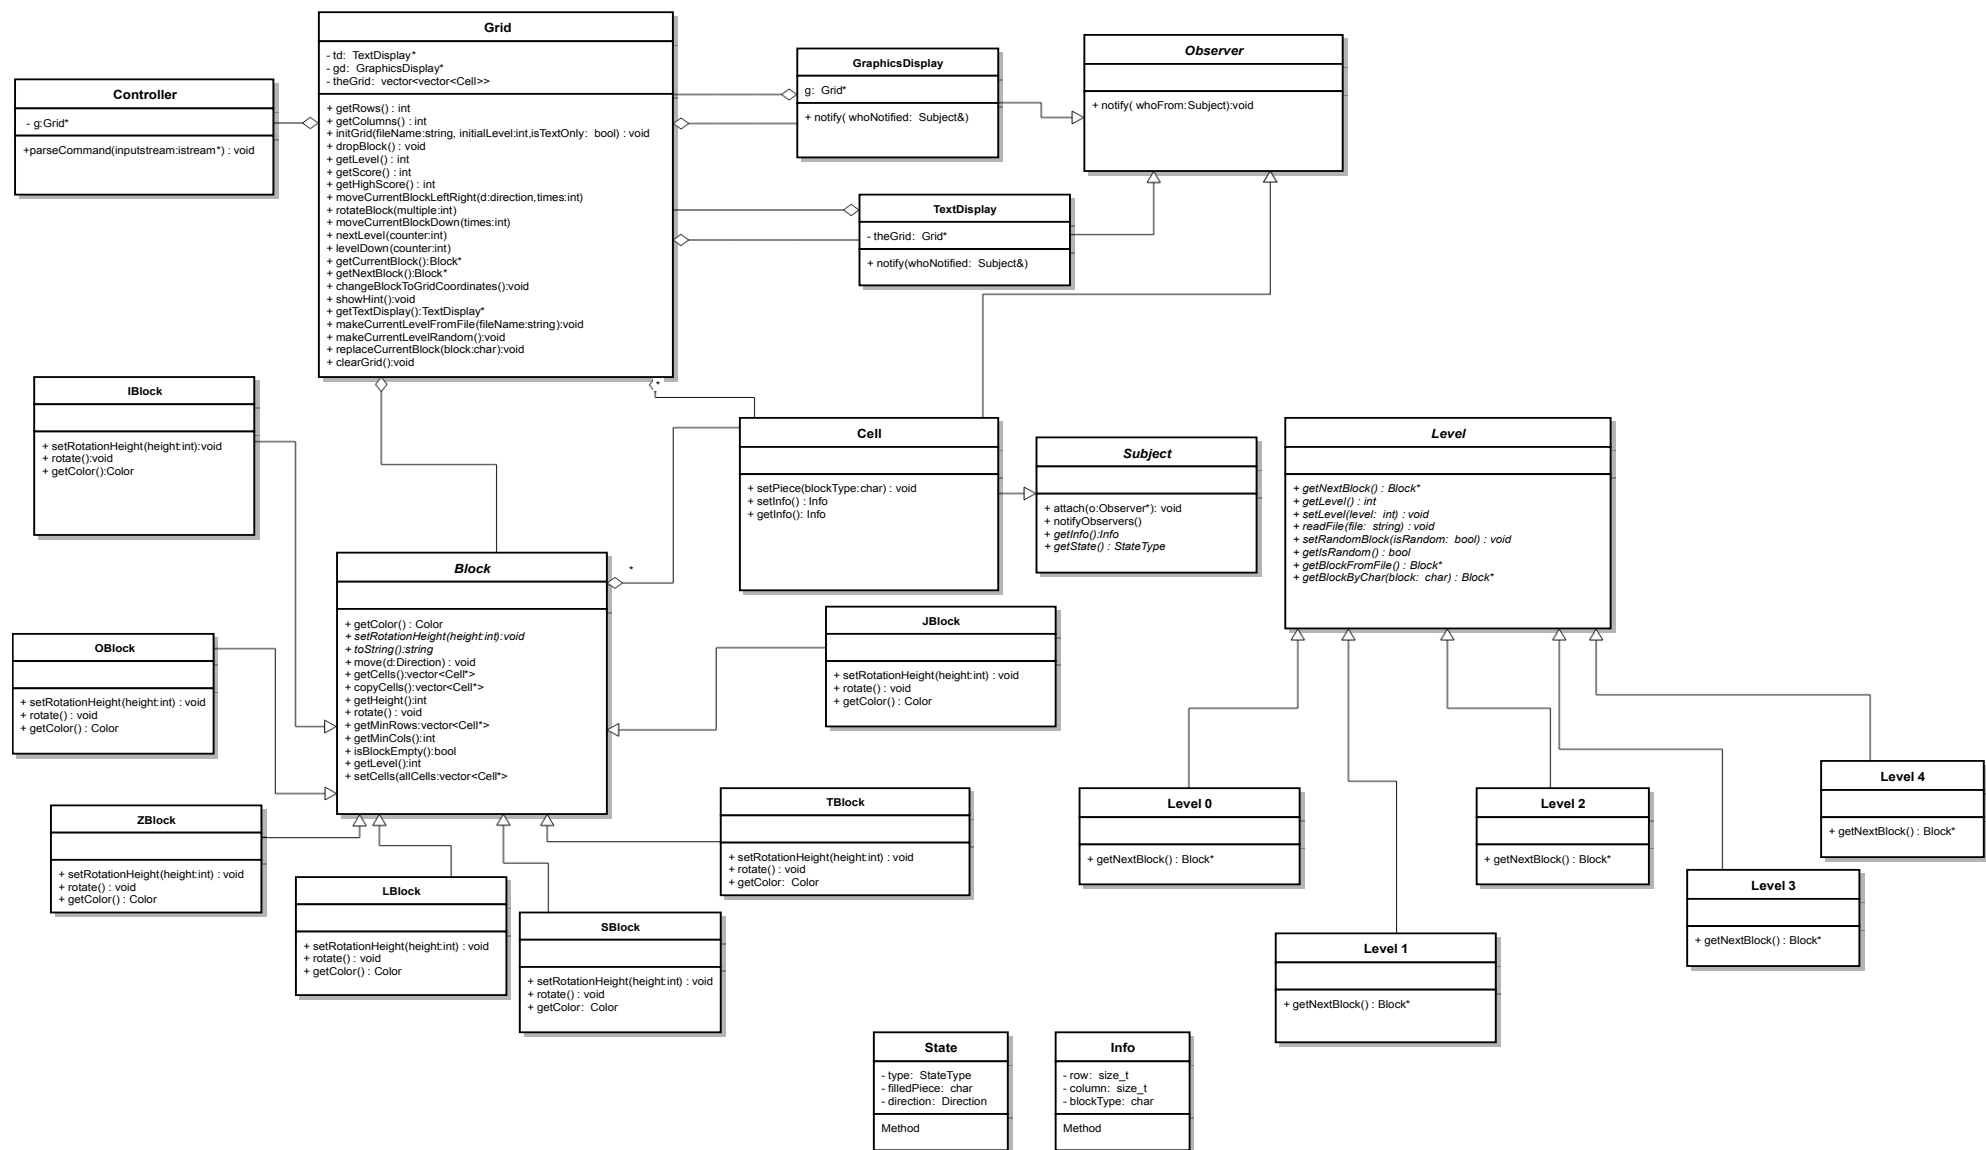 Grid
- td: TextDisplay*
- gd: GraphicsDisplay*
- theGrid: vector<vector<Cell>>
+ getRows() : int
+ getColumns() : int
+ initGrid(fileName:string, initialLevel:int,isTextOnly: bool) : void
+ dropBlock() : void
+ getLevel() : int
+ getScore() : int
+ getHighScore() : int
+ moveCurrentBlockLeftRight(d:direction,times:int)
+ rotateBlock(multiple:int)
+ moveCurrentBlockDown(times:int)
+ nextLevel(counter:int)
+ levelDown(counter:int)
+ getCurrentBlock():Block*
+ getNextBlock():Block*
+ changeBlockToGridCoordinates():void
+ showHint():void
+ getTextDisplay():TextDisplay*
+ makeCurrentLevelFromFile(fileName:string):void
+ makeCurrentLevelRandom():void
+ replaceCurrentBlock(block:char):void
+ clearGrid():void
Controller
- g:Grid*
+parseCommand(inputstream:istream*) : void
GraphicsDisplay
g: Grid*
+ notify( whoNotified: Subject&)
Observer
+ notify( whoFrom:Subject):void
TextDisplay
- theGrid: Grid*
+ notify(whoNotified: Subject&)
*
IBlock
+ setRotationHeight(height:int):void
+ rotate():void
+ getColor():Color
Cell
+ setPiece(blockType:char) : void
+ setInfo() : Info
+ getInfo(): Info
Subject
+ attach(o:Observer*): void
+ notifyObservers()
+ getInfo():Info
+ getState() : StateType
Level
+ getNextBlock() : Block*
+ getLevel() : int
+ setLevel(level: int) : void
+ readFile(file: string) : void
+ setRandomBlock(isRandom: bool) : void
+ getIsRandom() : bool
+ getBlockFromFile() : Block*
+ getBlockByChar(block: char) : Block*
*
Block
+ getColor() : Color
+ setRotationHeight(height:int):void
+ toString():string
+ move(d:Direction) : void
+ getCells():vector<Cell*>
+ copyCells():vector<Cell*>
+ getHeight():int
+ rotate() : void
+ getMinRows:vector<Cell*>
+ getMinCols():int
+ isBlockEmpty():bool
+ getLevel():int
+ setCells(allCells:vector<Cell*>
OBlock
+ setRotationHeight(height:int) : void
+ rotate() : void
+ getColor() : Color
JBlock
+ setRotationHeight(height:int) : void
+ rotate() : void
+ getColor() : Color
ZBlock
+ setRotationHeight(height:int) : void
+ rotate() : void
+ getColor() : Color
TBlock
+ setRotationHeight(height:int) : void
+ rotate() : void
+ getColor: Color
LBlock
+ setRotationHeight(height:int) : void
+ rotate() : void
+ getColor() : Color
SBlock
+ setRotationHeight(height:int) : void
+ rotate() : void
+ getColor: Color
Level 0
+ getNextBlock() : Block*
Level 2
+ getNextBlock() : Block*
Level 4
+ getNextBlock() : Block*
Level 3
+ getNextBlock() : Block*
Level 1
+ getNextBlock() : Block*
State
- type: StateType
- filledPiece: char
- direction: Direction
Method
Info
- row: size_t
- column: size_t
- blockType: char
Method